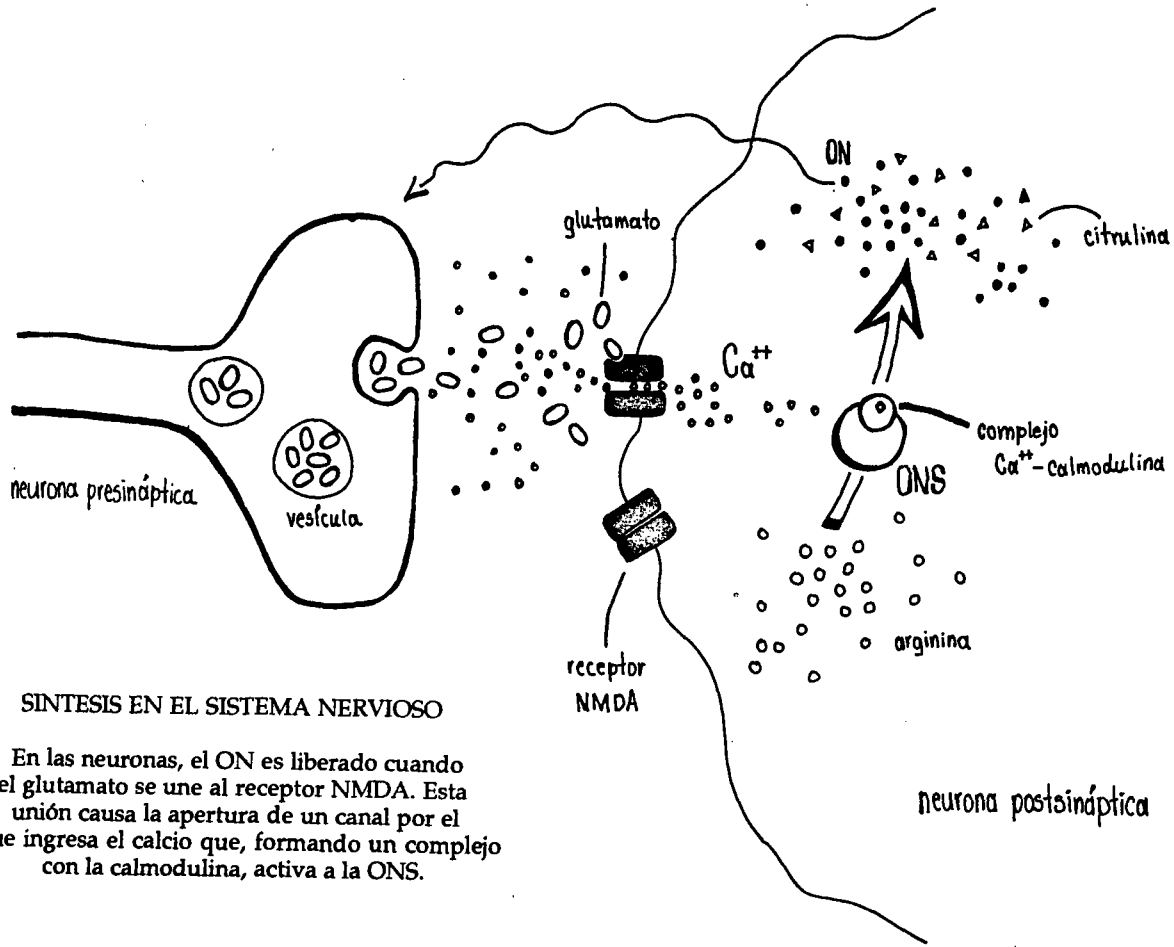 ON
glutamato
citrulina
Ca++
complejo
Ca++-calmodulina
ONS
neurona presináptica
vesícula
arginina
receptor
NMDA
SINTESIS EN EL SISTEMA NERVIOSO
En las neuronas, el ON es liberado cuando
el glutamato se une al receptor NMDA. Esta
unión causa la apertura de un canal por el
ue ingresa el calcio que, formando un complejo
con la calmodulina, activa a la ONS.
neurona postsináptica